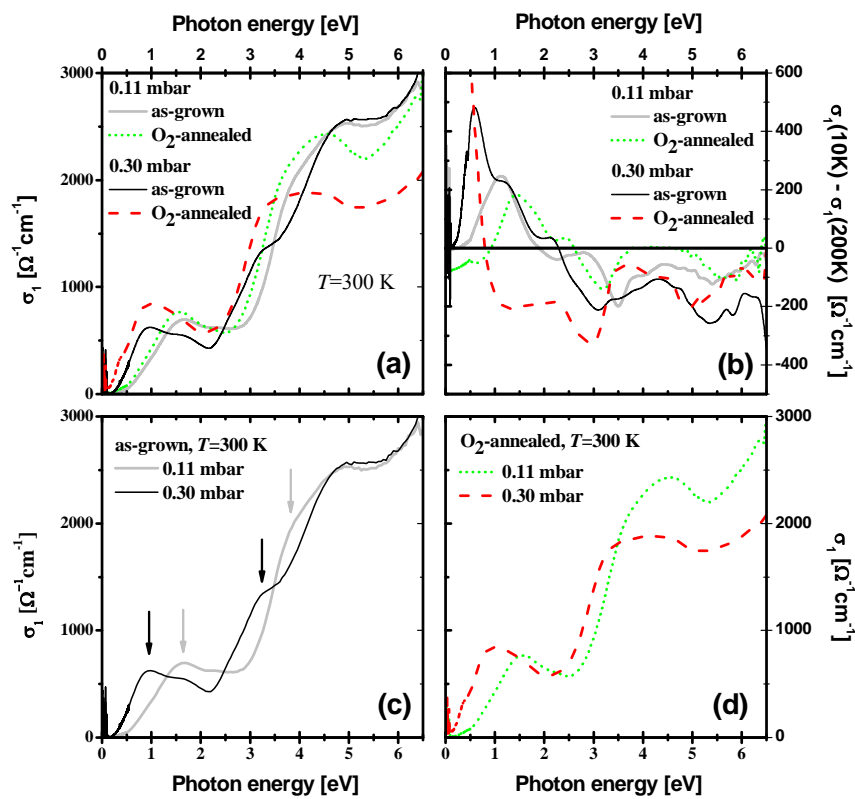 Photon energy [eV]
Photon energy [eV]
0 1 2 3 4 5 6
0 1 2 3 4 5 6
3000
2000
1000
0
σ1 [Ω-1cm-1]
0.11 mbar
as-grown
O2-annealed
0.30 mbar
as-grown
O2-annealed
T=300 K
(a)
0.11 mbar
as-grown
O2-annealed
0.30 mbar
as-grown
O2-annealed
(b)
600
400
200
0
-200
-400
σ1(10K) - σ1(200K) [Ω-1cm-1]
3000
2000
1000
0
σ1 [Ω-1cm-1]
as-grown, T=300 K
0.11 mbar
0.30 mbar
(c)
O2-annealed, T=300 K
0.11 mbar
0.30 mbar
(d)
3000
2000
1000
0
σ1 [Ω-1cm-1]
0 1 2 3 4 5 6
0 1 2 3 4 5 6
Photon energy [eV]
Photon energy [eV]